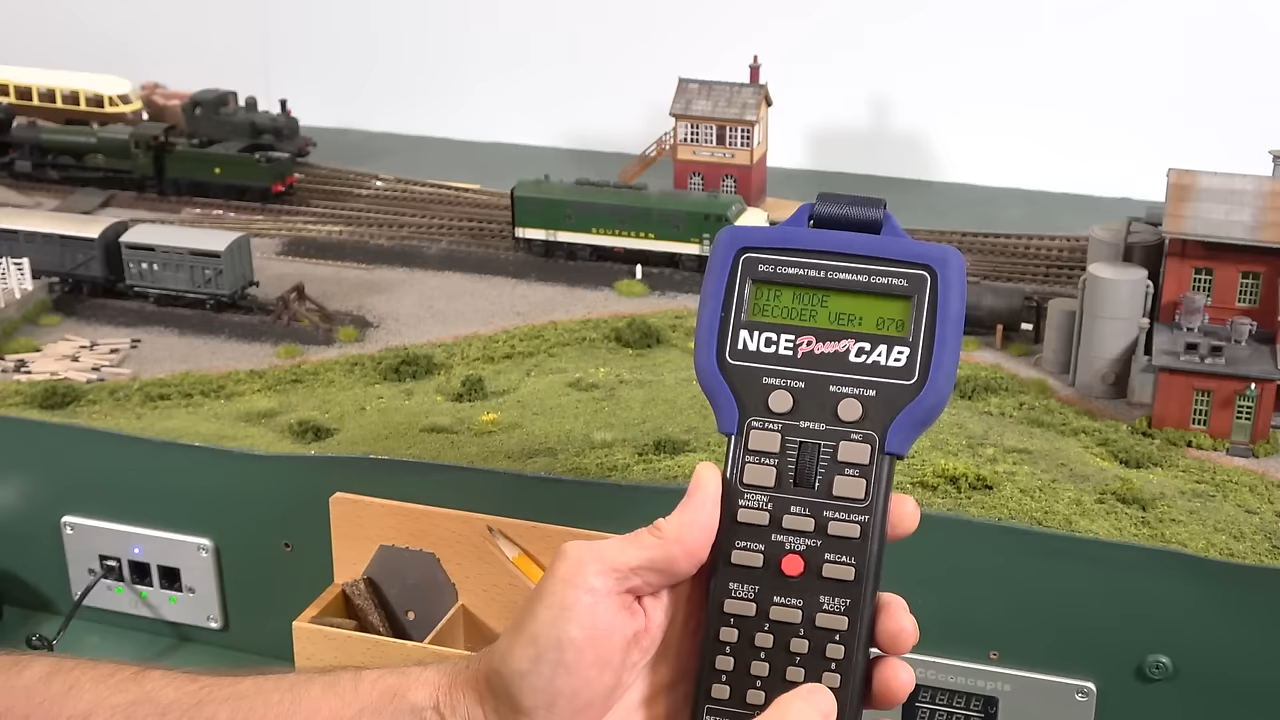 SOUTHERN
DCC COMPATIBLE COMMAND CONTROL
DIR MODE
DECODER VER: 070
NCE Power CAB
DIRECTION
MOMENTUM
SPEED
INC FAST
INC
DEC FAST
DEC
HORN/
WHISTLE
BELL
HEADLIGHT
EMERGENCY
STOP
OPTION
RECALL
SELECT
LOCO
MACRO
SELECT
ACCY
1
2
3
4
5
6
7
8
9
0